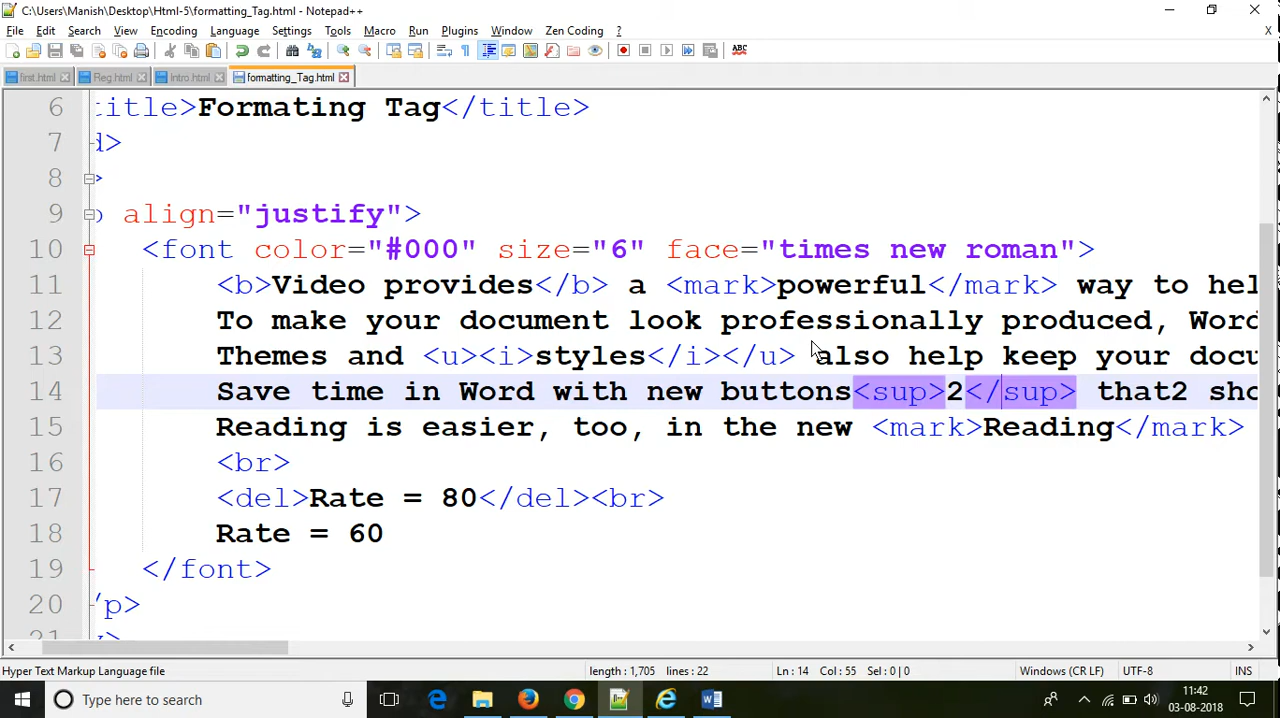 C:\Users\Manish\Desktop\Html-5\formatting_Tag.html - Notepad++
File Edit Search View Encoding Language Settings Tools Macro Run Plugins Window Zen Coding ? X
ABC
first.html Reg.html Intro.html formatting_Tag.html
6 title>Formating Tag</title>
7 d>
8 >
9 align="justify">
10 <font color="#000" size="6" face="times new roman">
11 <b>Video provides</b> a <mark>powerful</mark> way to hel
12 To make your document look professionally produced, Word
13 Themes and <u><i>styles</i></u> also help keep your docu
14 Save time in Word with new buttons<sup>2</sup> that2 sho
15 Reading is easier, too, in the new <mark>Reading</mark>
16 <br>
17 <del>Rate = 80</del><br>
18 Rate = 60
19 </font>
20 /p>
21
Hyper Text Markup Language file length : 1,705 lines : 22 Ln : 14 Col : 55 Sel : 0 | 0 Windows (CR LF) UTF-8 INS
Type here to search 11:42
03-08-2018